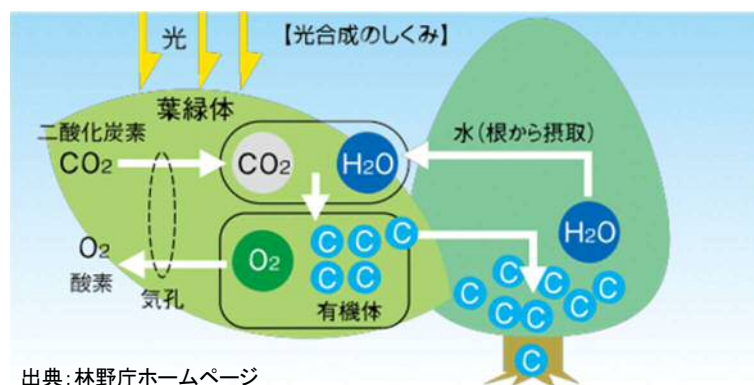 光
【光合成のしくみ】
葉緑体
二酸化炭素
CO2
CO2
H2O
水(根から摂取)
O2
酸素
気孔
O2
C C C
C C
有機体
H2O
C C C C
C C C
C
出典:林野庁ホームページ